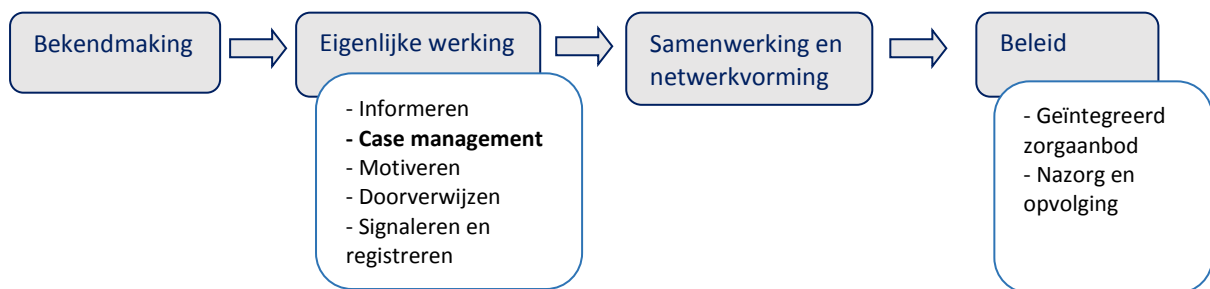 Bekendmaking
Eigenlijke werking
- Informeren
- Case management
- Motiveren
- Doorverwijzen
- Signaleren en
registreren
Samenwerking en
netwerkvorming
Beleid
- Geïntegreerd
zorgaanbod
- Nazorg en
opvolging